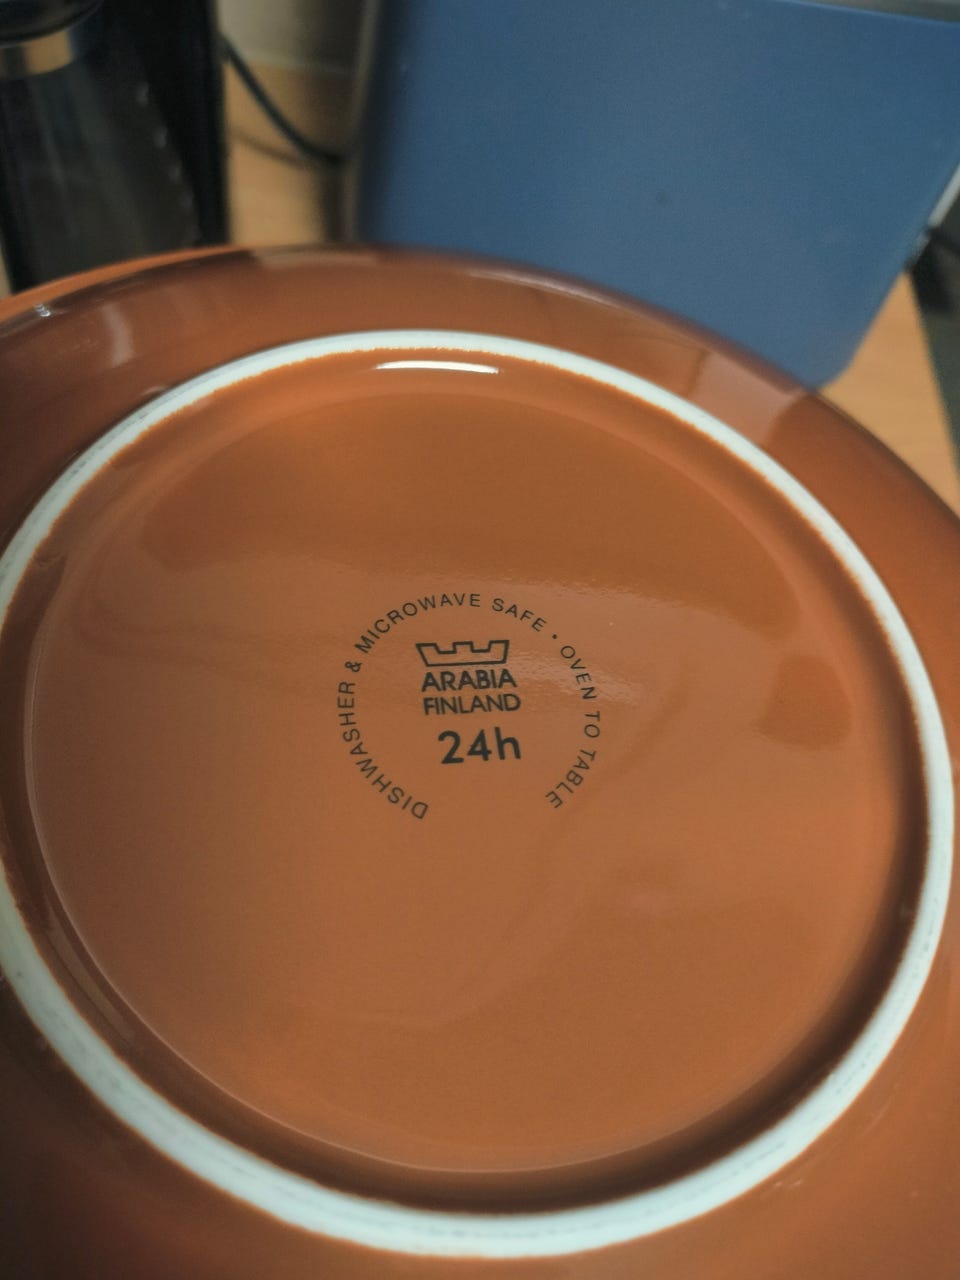 DISHWASHER & MICROWAVE SAFE • OVEN TO TABLE
ARABIA
FINLAND
24h